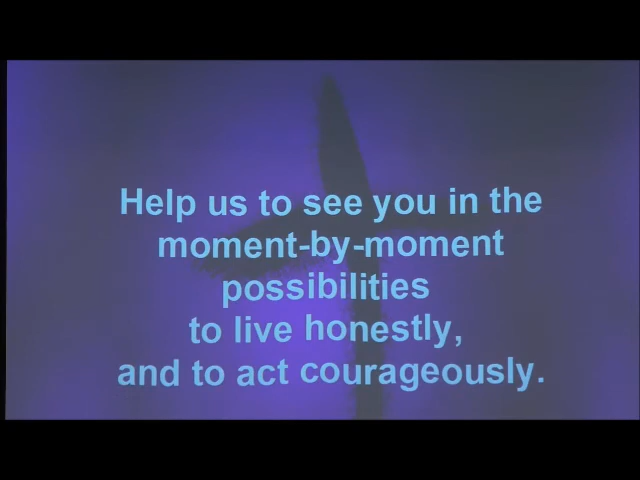 Help us to see you in the
moment-by-moment
possibilities
to live honestly,
and to act courageously.